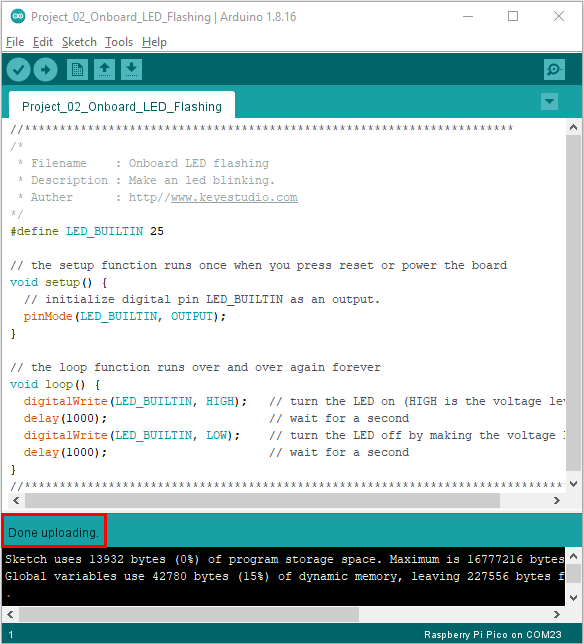 Project_02_Onboard_LED_Flashing | Arduino 1.8.16
File Edit Sketch Tools Help
Project_02_Onboard_LED_Flashing
//**********************************************************************
/*
 * Filename    : Onboard LED flashing
 * Description : Make an led blinking.
 * Auther      : http//www.keyestudio.com
*/
#define LED_BUILTIN 25
// the setup function runs once when you press reset or power the board
void setup() {
  // initialize digital pin LED_BUILTIN as an output.
  pinMode(LED_BUILTIN, OUTPUT);
}
// the loop function runs over and over again forever
void loop() {
  digitalWrite(LED_BUILTIN, HIGH);   // turn the LED on (HIGH is the voltage lev
  delay(1000);                       // wait for a second
  digitalWrite(LED_BUILTIN, LOW);    // turn the LED off by making the voltage l
  delay(1000);                       // wait for a second
}
//*****************************************************************************
Done uploading.
Sketch uses 13932 bytes (0%) of program storage space. Maximum is 16777216 bytes
Global variables use 42780 bytes (15%) of dynamic memory, leaving 227556 bytes f
.
1
Raspberry Pi Pico on COM23